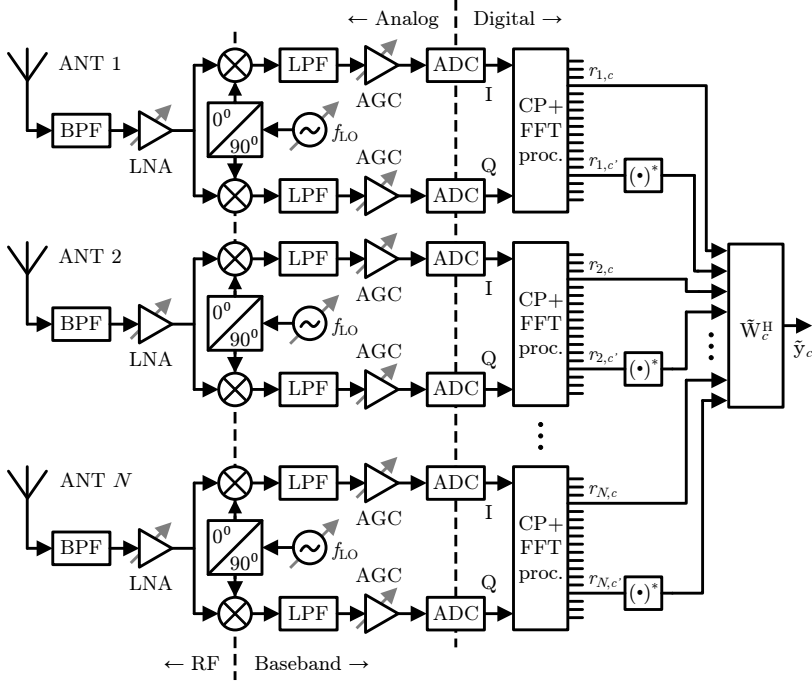 ← Analog
Digital →
ANT 1
BPF
LNA
0⁰
90⁰
f_LO
LPF
AGC
ADC
I
LPF
AGC
ADC
Q
CP+
FFT
proc.
r_{1,c}
r_{1,c'}
(•)*
ANT 2
BPF
LNA
0⁰
90⁰
f_LO
LPF
AGC
ADC
I
LPF
AGC
ADC
Q
CP+
FFT
proc.
r_{2,c}
r_{2,c'}
(•)*
W̃_c^H
ỹ_c
ANT N
BPF
LNA
0⁰
90⁰
f_LO
LPF
AGC
ADC
I
LPF
AGC
ADC
Q
CP+
FFT
proc.
r_{N,c}
r_{N,c'}
(•)*
← RF
Baseband →